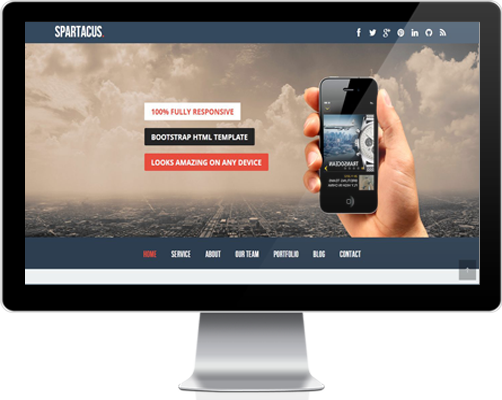 SPARTACUS
100% FULLY RESPONSIVE
BOOTSTRAP HTML TEMPLATE
LOOKS AMAZING ON ANY DEVICE
HOME SERVICE ABOUT OUR TEAM PORTFOLIO BLOG CONTACT